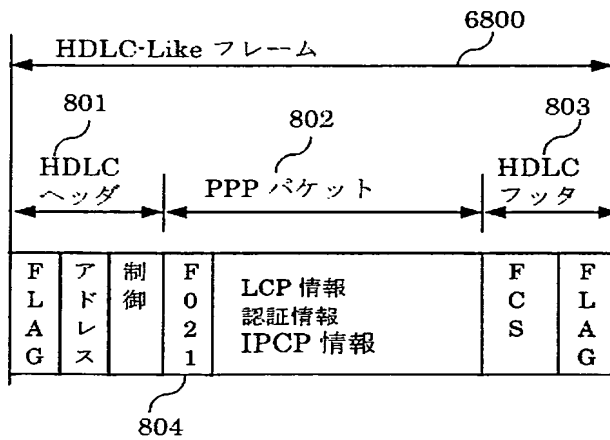 HDLC-Like フレーム
6800
801
802
803
HDLC
ヘッダ
PPP パケット
HDLC
フッタ
FLAG
アドレス
制御
F021
LCP 情報
認証情報
IPCP 情報
FCS
FLAG
804